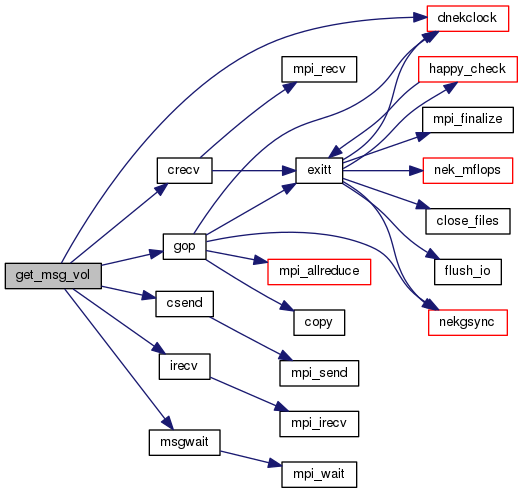 dnekclock
happy_check
mpi_recv
mpi_finalize
crecv
exitt
nek_mflops
close_files
gop
get_msg_vol
mpi_allreduce
flush_io
csend
copy
nekgsync
irecv
mpi_send
mpi_irecv
msgwait
mpi_wait